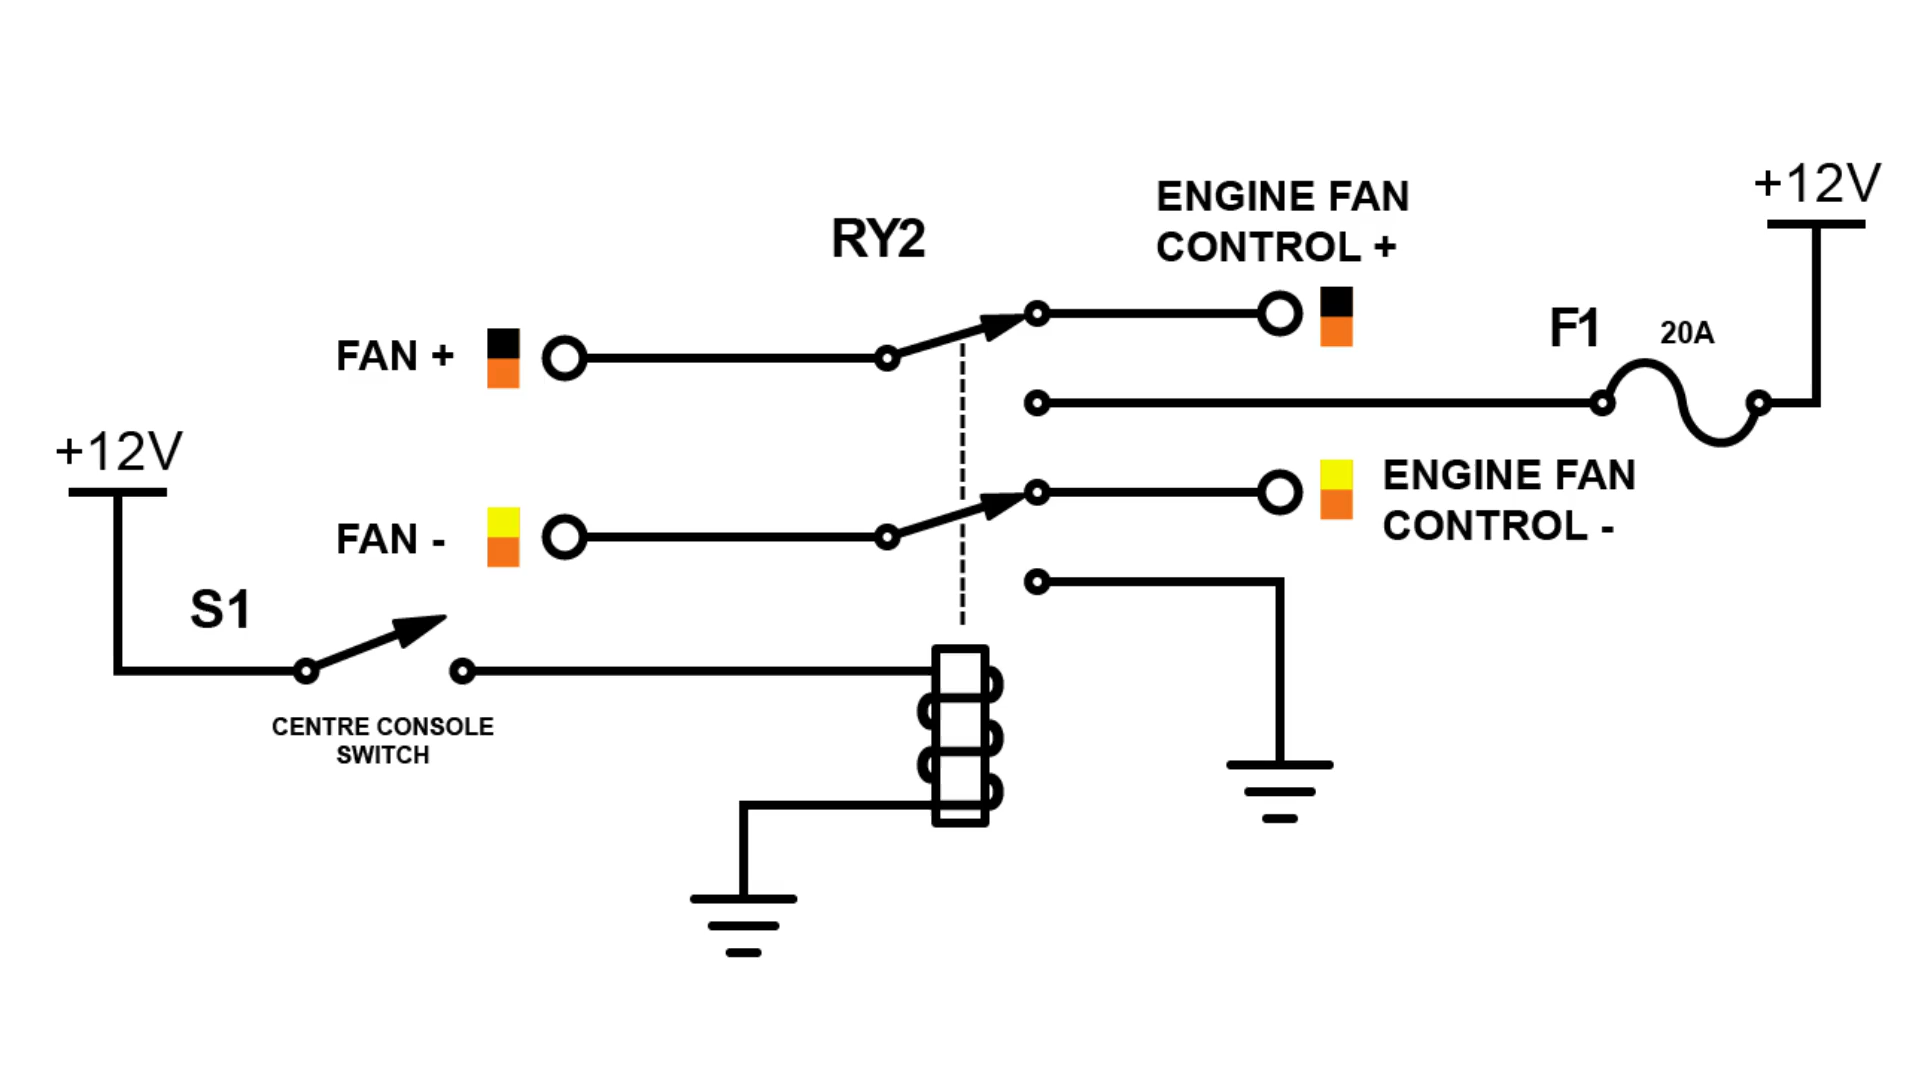 +12V
ENGINE FAN
CONTROL +
RY2
F1
20A
FAN +
+12V
ENGINE FAN
CONTROL -
FAN -
S1
CENTRE CONSOLE
SWITCH